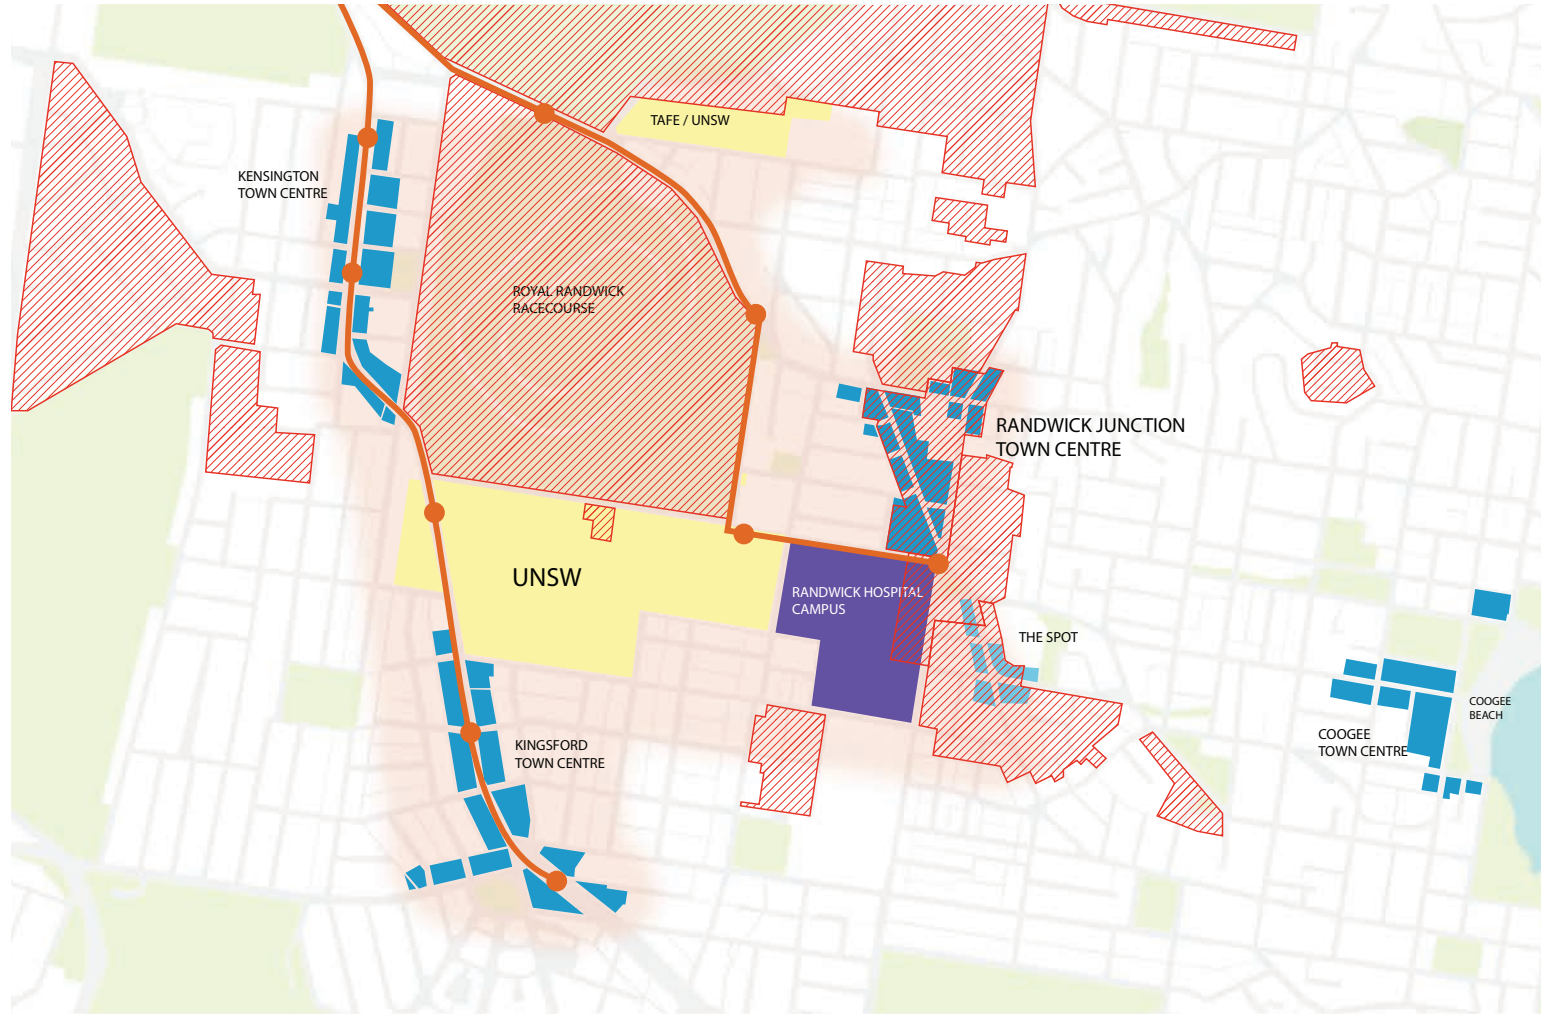 TAFE / UNSW
KENSINGTON
TOWN CENTRE
ROYAL RANDWICK
RACECOURSE
RANDWICK JUNCTION
TOWN CENTRE
UNSW
RANDWICK HOSPITAL
CAMPUS
THE SPOT
COOGEE
BEACH
COOGEE
TOWN CENTRE
KINGSFORD
TOWN CENTRE